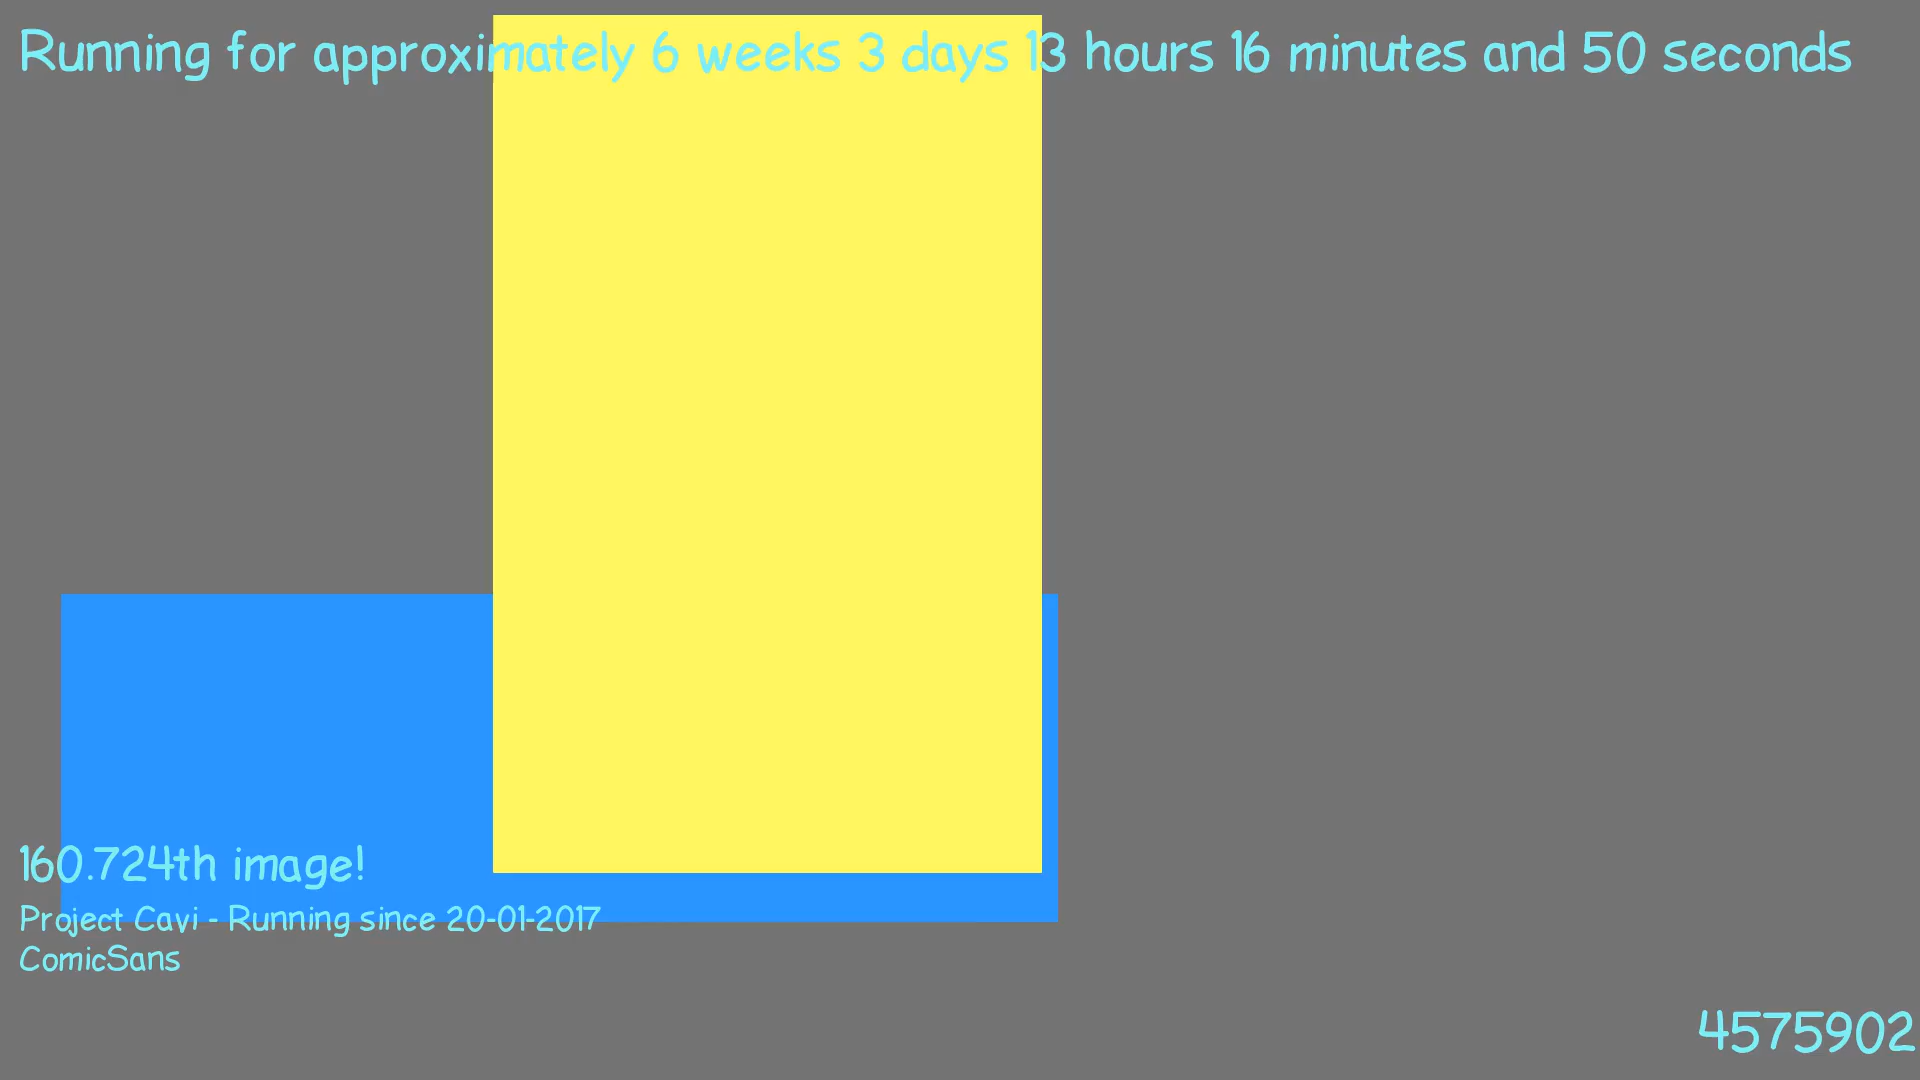 Running for approximately 6 weeks 3 days 13 hours 16 minutes and 50 seconds
160.724th image!
Project Cavi - Running since 20-01-2017
ComicSans
4575902